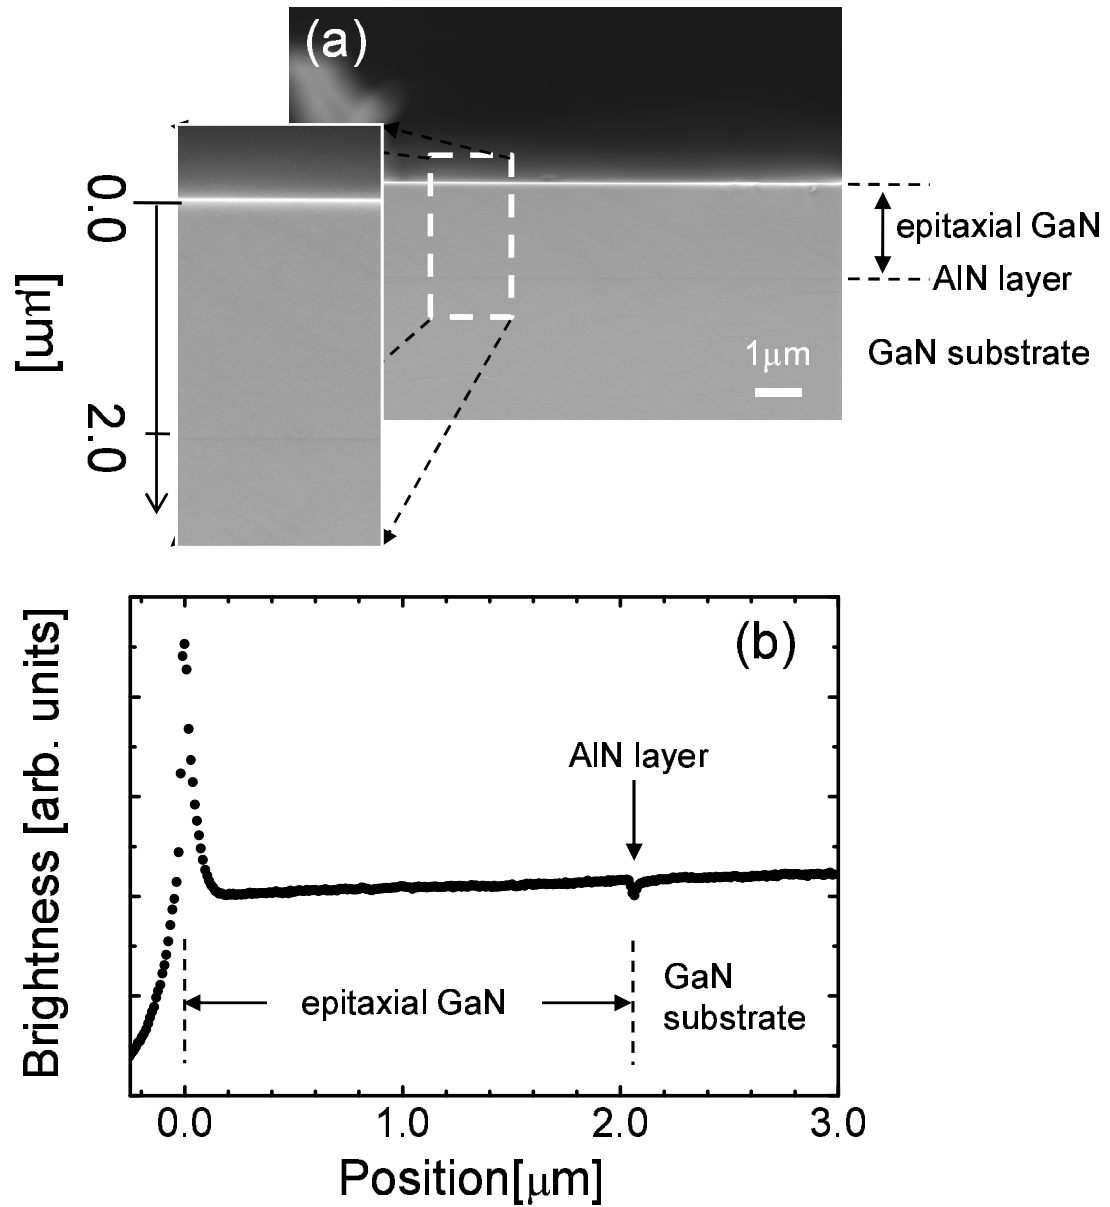 (a)
0.0
2.0
[μm]
epitaxial GaN
AlN layer
GaN substrate
1μm
(b)
Brightness [arb. units]
AlN layer
epitaxial GaN
GaN
substrate
0.0
1.0
2.0
3.0
Position[μm]